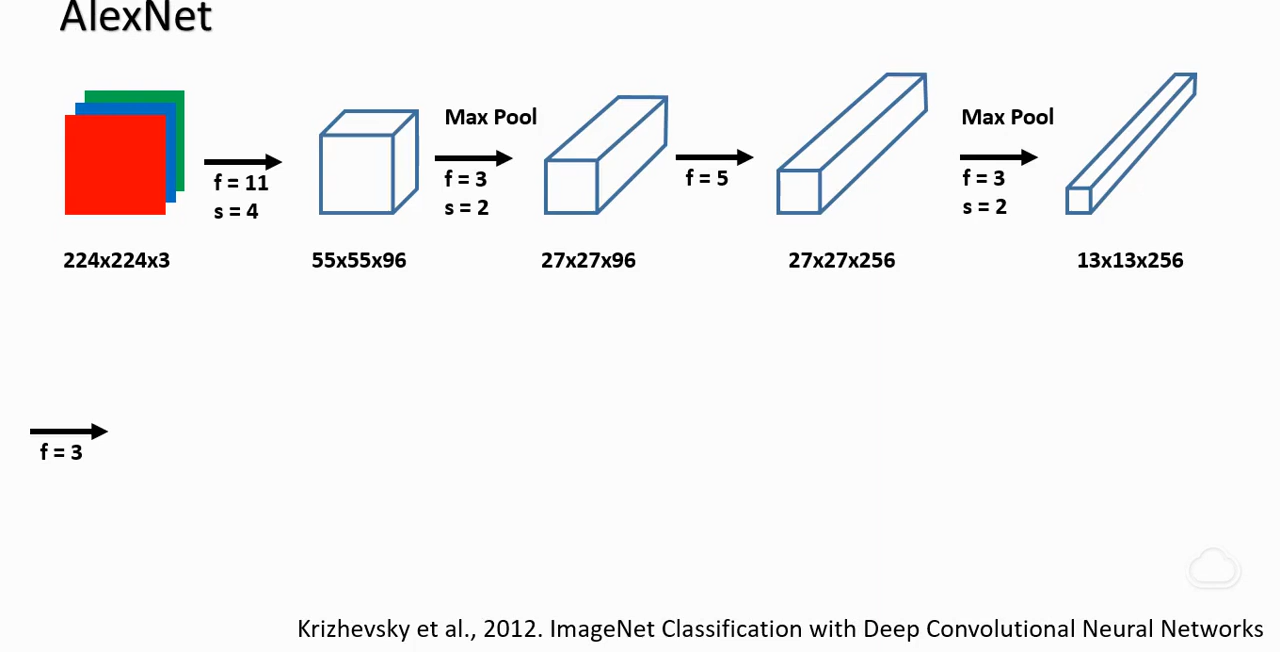 AlexNet
Max Pool
Max Pool
f = 11
s = 4
f = 3
s = 2
f = 5
f = 3
s = 2
224x224x3
55x55x96
27x27x96
27x27x256
13x13x256
f = 3
Krizhevsky et al., 2012. ImageNet Classification with Deep Convolutional Neural Networks